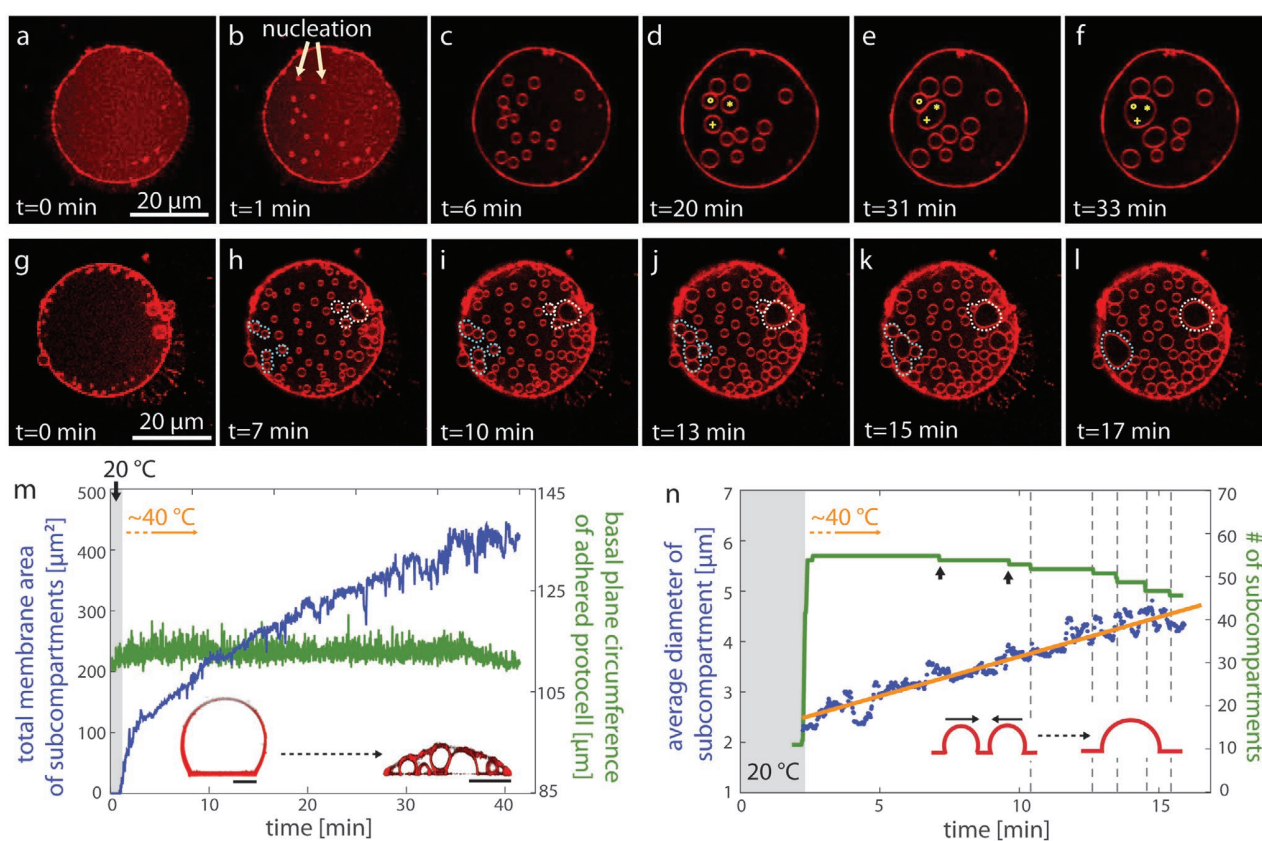 a
b
nucleation
c
d
e
f
t=0 min
20 µm
t=1 min
t=6 min
t=20 min
t=31 min
t=33 min
g
h
i
j
k
l
t=0 min
20 µm
t=7 min
t=10 min
t=13 min
t=15 min
t=17 min
m
20 °C
~40 °C
total membrane area
of subcompartments [µm²]
500
400
300
200
100
0
0
10
20
30
40
time [min]
145
135
125
115
105
95
85
basal plane circumference
of adhered protocell [µm]
n
~40 °C
20 °C
average diameter of
subcompartment [µm]
7
6
5
4
3
2
1
0
5
10
15
time [min]
70
60
50
40
30
20
10
0
# of subcompartments